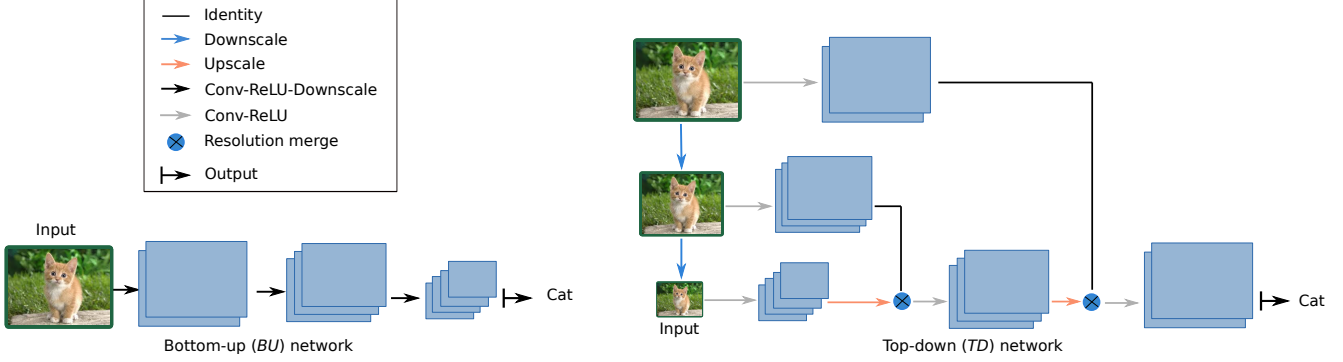 Identity
Downscale
Upscale
Conv-ReLU-Downscale
Conv-ReLU
Resolution merge
Output
Input
Cat
Bottom-up (BU) network
Input
Cat
Top-down (TD) network